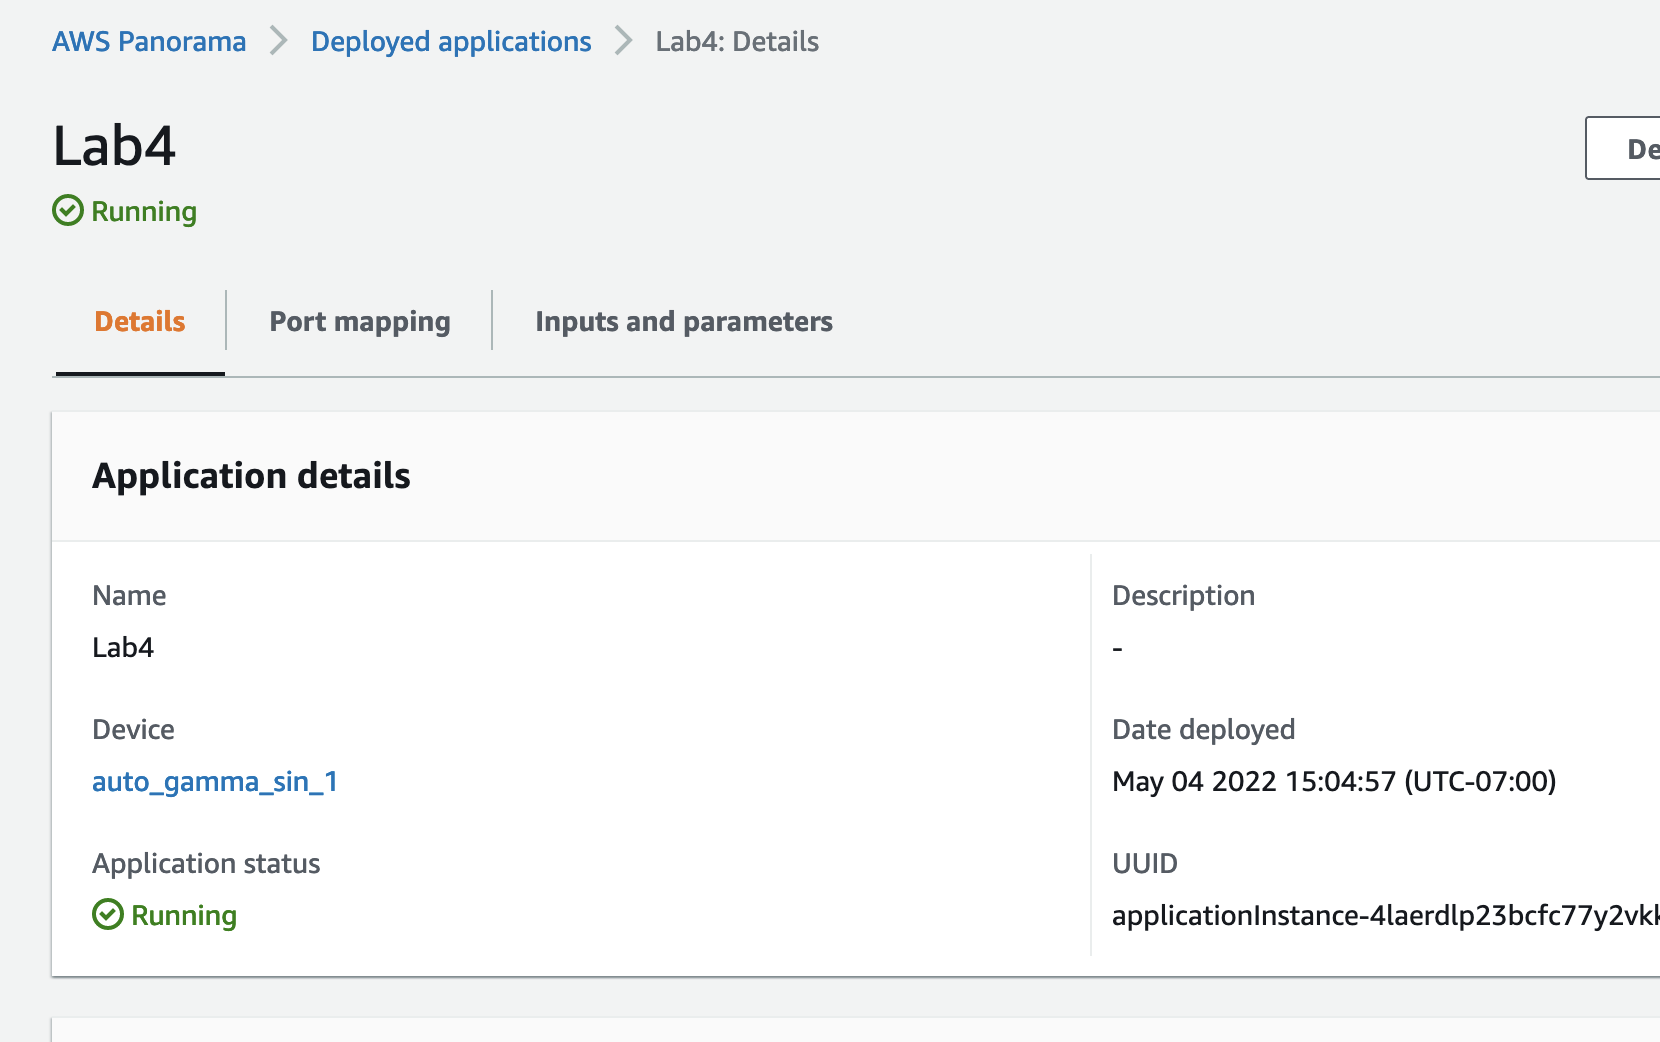 AWS Panorama > Deployed applications > Lab4: Details
Lab4
De
Running
Details Port mapping Inputs and parameters
Application details
Name
Lab4
Description
-
Device
auto_gamma_sin_1
Date deployed
May 04 2022 15:04:57 (UTC-07:00)
Application status
Running
UUID
applicationInstance-4laerdlp23bcfc77y2vkk